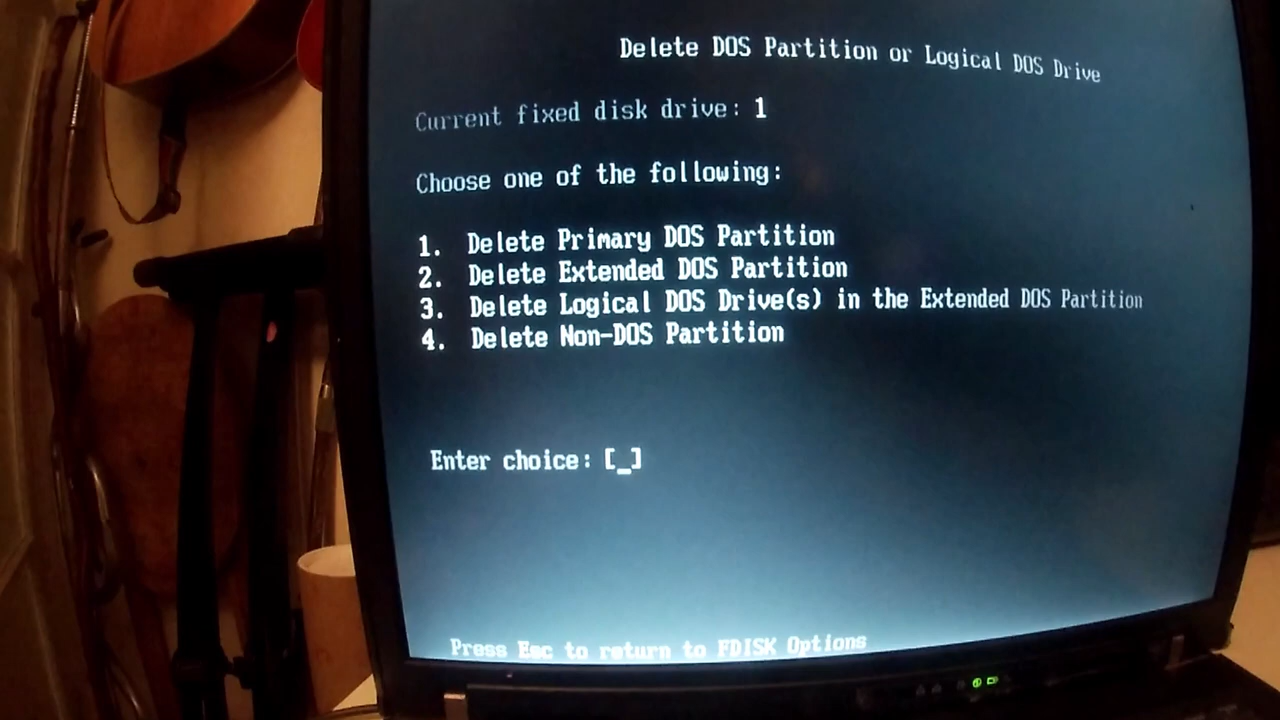 Delete DOS Partition or Logical DOS Drive
Current fixed disk drive: 1
Choose one of the following:
1. Delete Primary DOS Partition
2. Delete Extended DOS Partition
3. Delete Logical DOS Drive(s) in the Extended DOS Partition
4. Delete Non-DOS Partition
Enter choice: [_]
Press Esc to return to FDISK Options